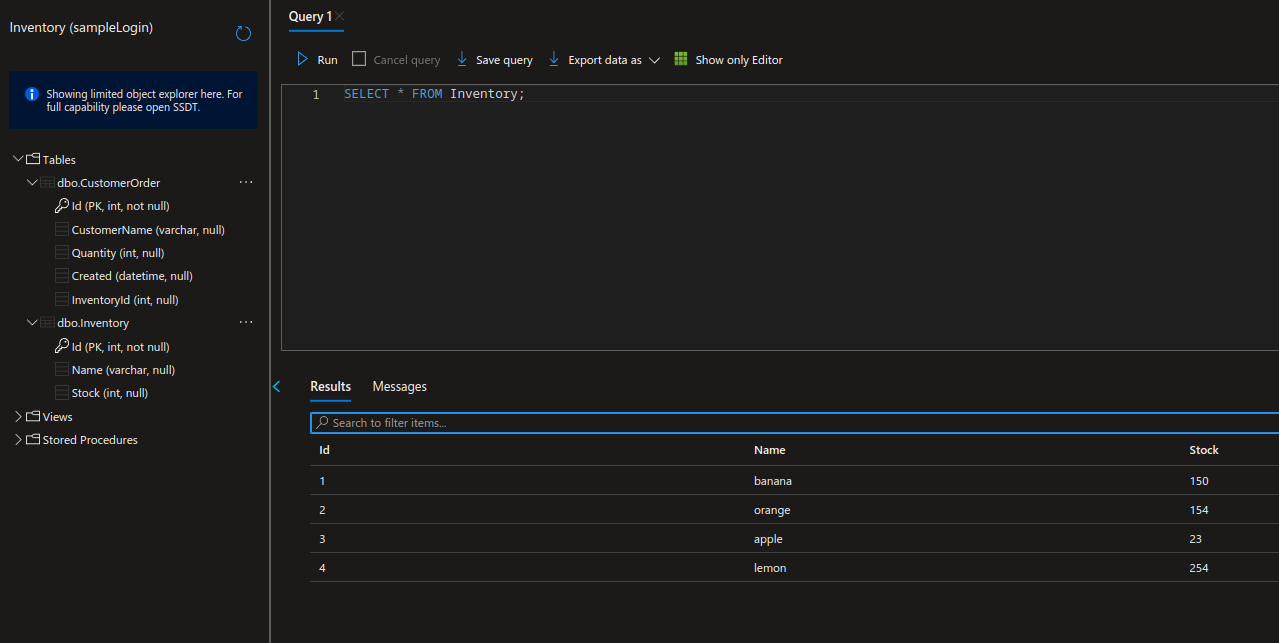 Inventory (sampleLogin)
Showing limited object explorer here. For
full capability please open SSDT.
Tables
dbo.CustomerOrder ...
Id (PK, int, not null)
CustomerName (varchar, null)
Quantity (int, null)
Created (datetime, null)
InventoryId (int, null)
dbo.Inventory ...
Id (PK, int, not null)
Name (varchar, null)
Stock (int, null)
Views
Stored Procedures
Query 1
Run Cancel query Save query Export data as Show only Editor
1 SELECT * FROM Inventory;
Results Messages
Search to filter items...
Id Name Stock
1 banana 150
2 orange 154
3 apple 23
4 lemon 254